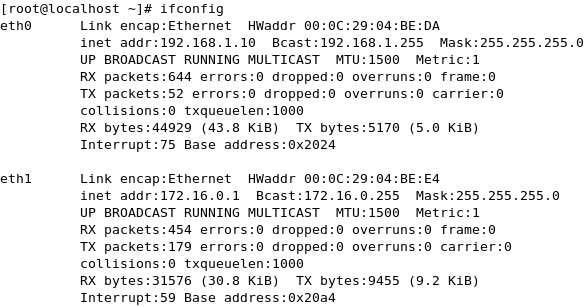 [root@localhost ~]# ifconfig
eth0      Link encap:Ethernet  HWaddr 00:0C:29:04:BE:DA
          inet addr:192.168.1.10  Bcast:192.168.1.255  Mask:255.255.255.0
          UP BROADCAST RUNNING MULTICAST  MTU:1500  Metric:1
          RX packets:644 errors:0 dropped:0 overruns:0 frame:0
          TX packets:52 errors:0 dropped:0 overruns:0 carrier:0
          collisions:0 txqueuelen:1000
          RX bytes:44929 (43.8 KiB)  TX bytes:5170 (5.0 KiB)
          Interrupt:75 Base address:0x2024

eth1      Link encap:Ethernet  HWaddr 00:0C:29:04:BE:E4
          inet addr:172.16.0.1  Bcast:172.16.0.255  Mask:255.255.255.0
          UP BROADCAST RUNNING MULTICAST  MTU:1500  Metric:1
          RX packets:454 errors:0 dropped:0 overruns:0 frame:0
          TX packets:179 errors:0 dropped:0 overruns:0 carrier:0
          collisions:0 txqueuelen:1000
          RX bytes:31576 (30.8 KiB)  TX bytes:9455 (9.2 KiB)
          Interrupt:59 Base address:0x20a4